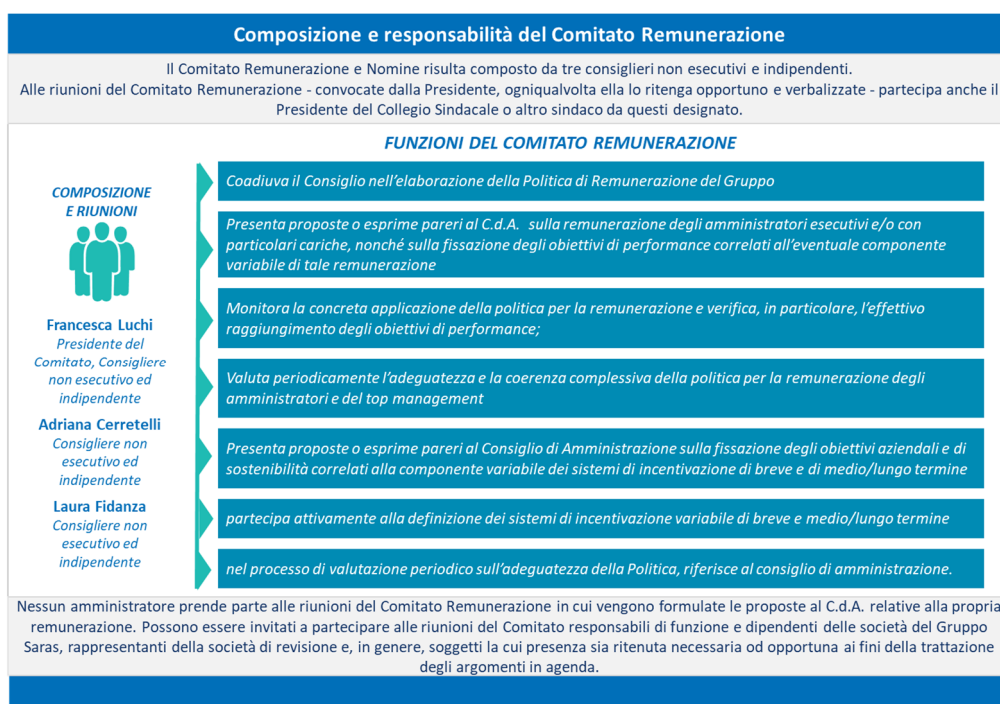 Composizione e responsabilità del Comitato Remunerazione
Il Comitato Remunerazione e Nomine risulta composto da tre consiglieri non esecutivi e indipendenti.
Alle riunioni del Comitato Remunerazione - convocate dalla Presidente, ogniqualvolta ella lo ritenga opportuno e verbalizzate - partecipa anche il
Presidente del Collegio Sindacale o altro sindaco da questi designato.
FUNZIONI DEL COMITATO REMUNERAZIONE
COMPOSIZIONE
E RIUNIONI
Francesca Luchi
Presidente del
Comitato, Consigliere
non esecutivo ed
indipendente
Adriana Cerretelli
Consigliere non
esecutivo ed
indipendente
Laura Fidanza
Consigliere non
esecutivo ed
indipendente
Coadiuva il Consiglio nell'elaborazione della Politica di Remunerazione del Gruppo
Presenta proposte o esprime pareri al C.d.A. sulla remunerazione degli amministratori esecutivi e/o con
particolari cariche, nonché sulla fissazione degli obiettivi di performance correlati all'eventuale componente
variabile di tale remunerazione
Monitora la concreta applicazione della politica per la remunerazione e verifica, in particolare, l'effettivo
raggiungimento degli obiettivi di performance;
Valuta periodicamente l'adeguatezza e la coerenza complessiva della politica per la remunerazione degli
amministratori e del top management
Presenta proposte o esprime pareri al Consiglio di Amministrazione sulla fissazione degli obiettivi aziendali e di
sostenibilità correlati alla componente variabile dei sistemi di incentivazione di breve e di medio/lungo termine
partecipa attivamente alla definizione dei sistemi di incentivazione variabile di breve e medio/lungo termine
nel processo di valutazione periodico sull'adeguatezza della Politica, riferisce al consiglio di amministrazione.
Nessun amministratore prende parte alle riunioni del Comitato Remunerazione in cui vengono formulate le proposte al C.d.A. relative alla propria
remunerazione. Possono essere invitati a partecipare alle riunioni del Comitato responsabili di funzione e dipendenti delle società del Gruppo
Saras, rappresentanti della società di revisione e, in genere, soggetti la cui presenza sia ritenuta necessaria od opportuna ai fini della trattazione
degli argomenti in agenda.